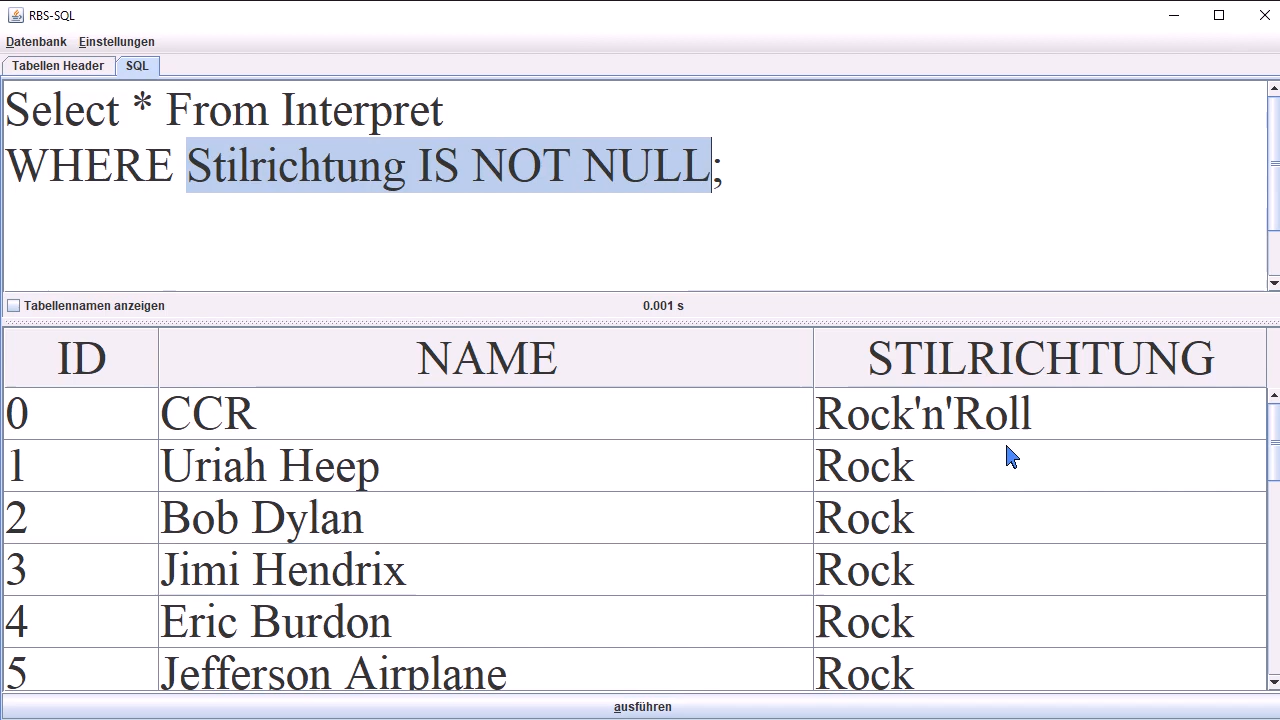 RBS-SQL
Datenbank Einstellungen
Tabellen Header SQL
Select * From Interpret
WHERE Stilrichtung IS NOT NULL;
Tabellennamen anzeigen 0.001 s
ID NAME STILRICHTUNG
0 CCR Rock'n'Roll
1 Uriah Heep Rock
2 Bob Dylan Rock
3 Jimi Hendrix Rock
4 Eric Burdon Rock
5 Jefferson Airplane Rock
ausführen